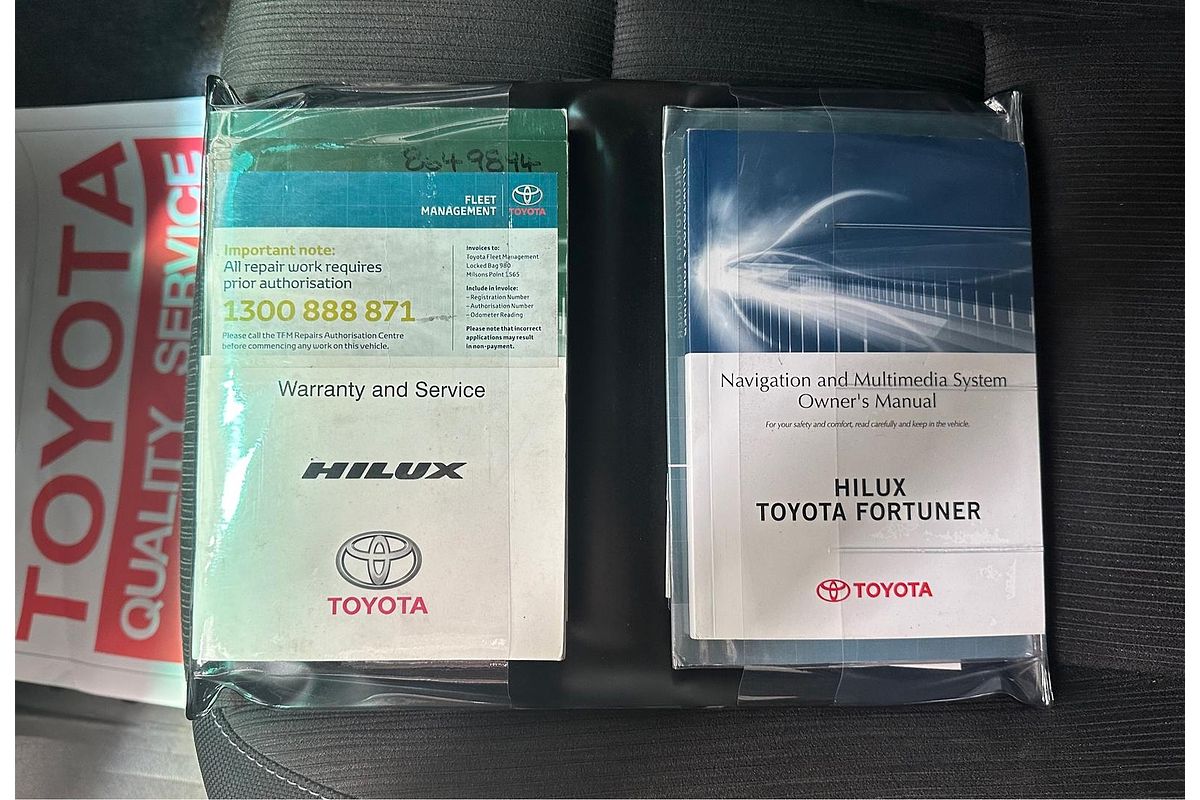 TOYOTA
QUALITY SERVICE
FLEET
MANAGEMENT
TOYOTA
Important note:
All repair work requires
prior authorisation
1300 888 871
Please call the TFM Repairs Authorisation Centre
before commencing any work on this vehicle.
Invoices to:
Toyota Fleet Management
Locked Bag 980
Milsons Point 1565
Include in invoice:
– Registration Number
– Authorisation Number
– Odometer Reading
Please note that incorrect
applications may result
in non-payment.
Warranty and Service
HILUX
TOYOTA
Navigation and Multimedia System
Owner's Manual
For your safety and comfort, read carefully and keep in the vehicle.
HILUX
TOYOTA FORTUNER
TOYOTA